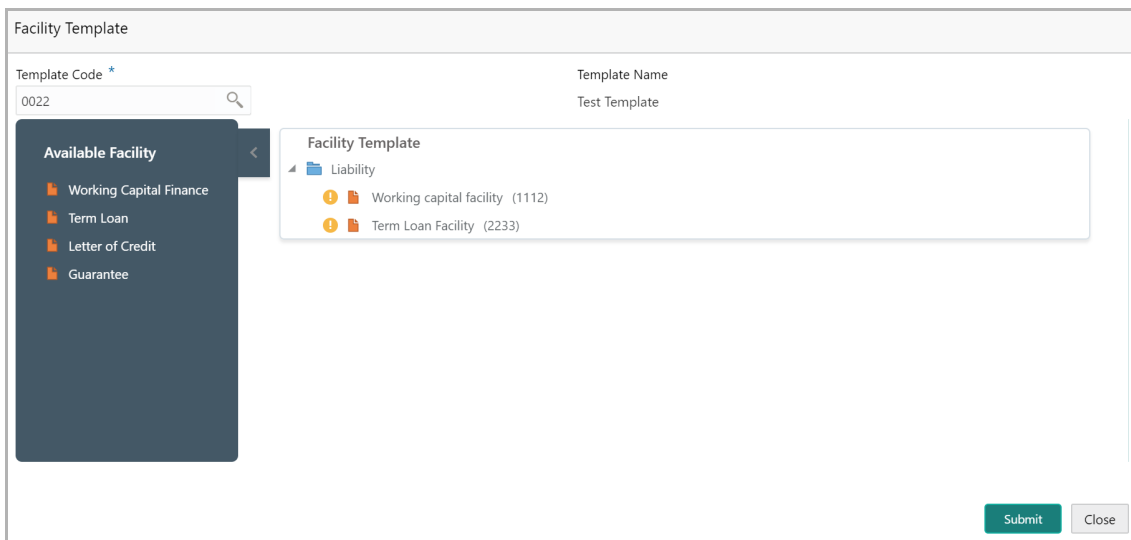 Facility Template
Template Code *
Template Name
0022
Test Template
Available Facility
Working Capital Finance
Term Loan
Letter of Credit
Guarantee
Facility Template
Liability
Working capital facility (1112)
Term Loan Facility (2233)
Submit
Close